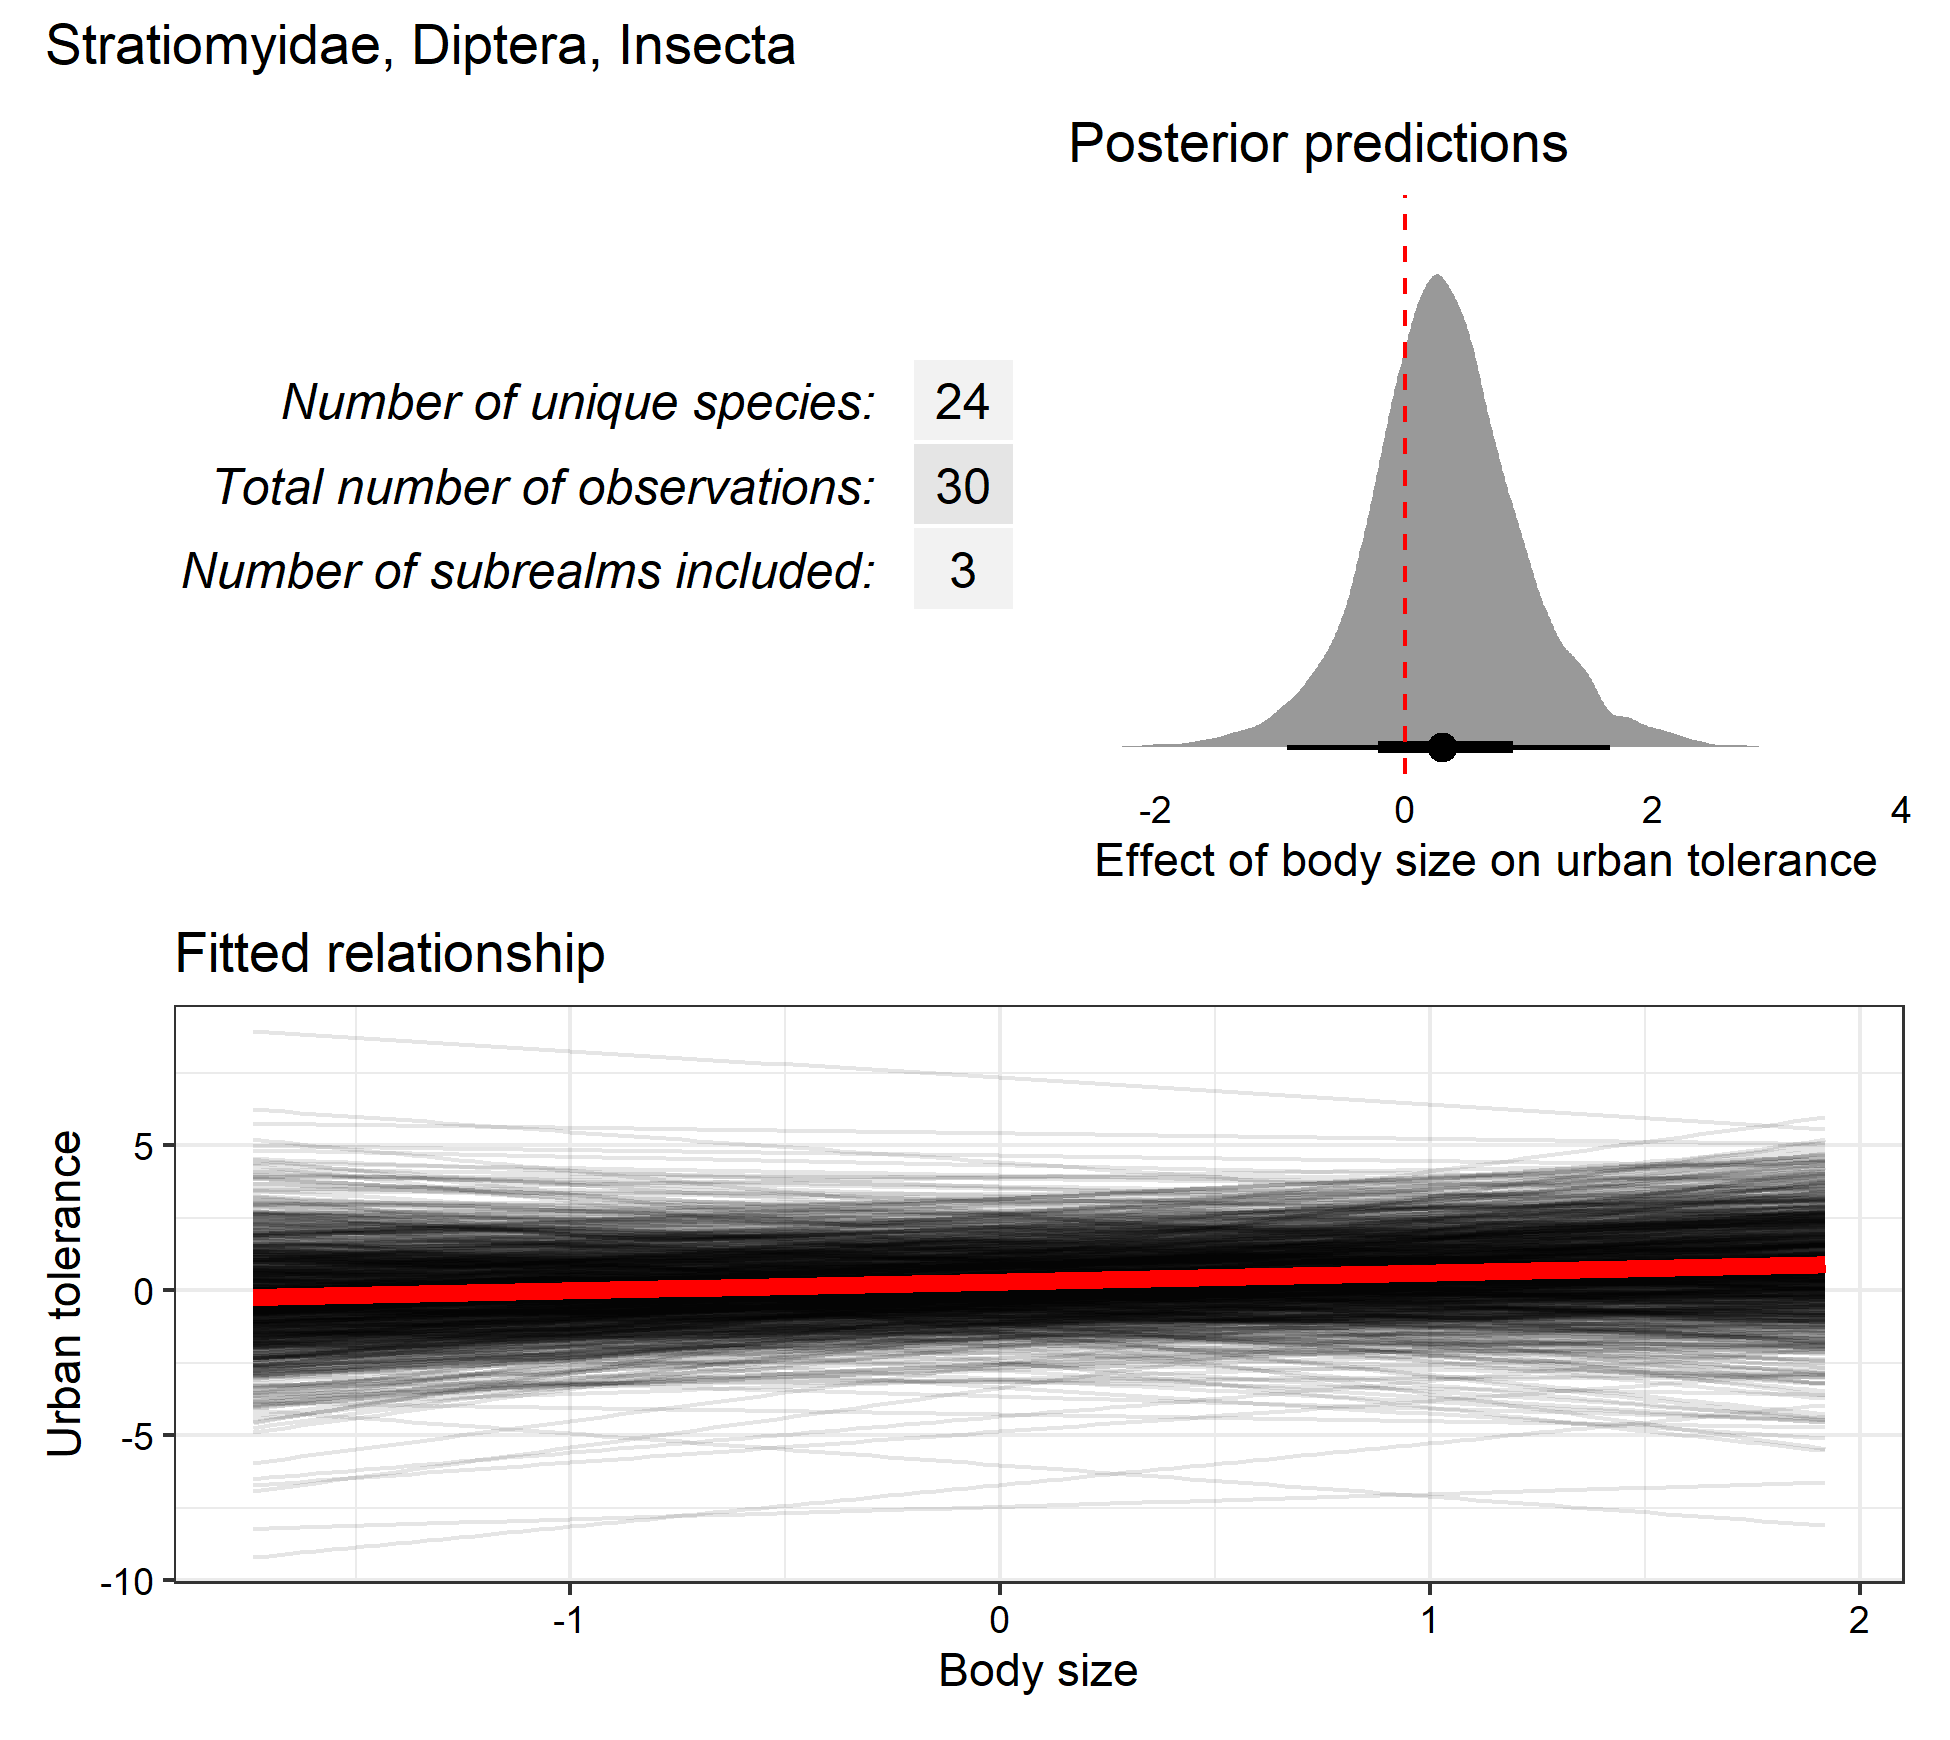 Stratiomyidae, Diptera, Insecta
Posterior predictions
Number of unique species: 24
Total number of observations: 30
Number of subrealms included: 3
-2 0 2 4
Effect of body size on urban tolerance
Fitted relationship
Urban tolerance
5
0
-5
-10
-1 0 1 2
Body size